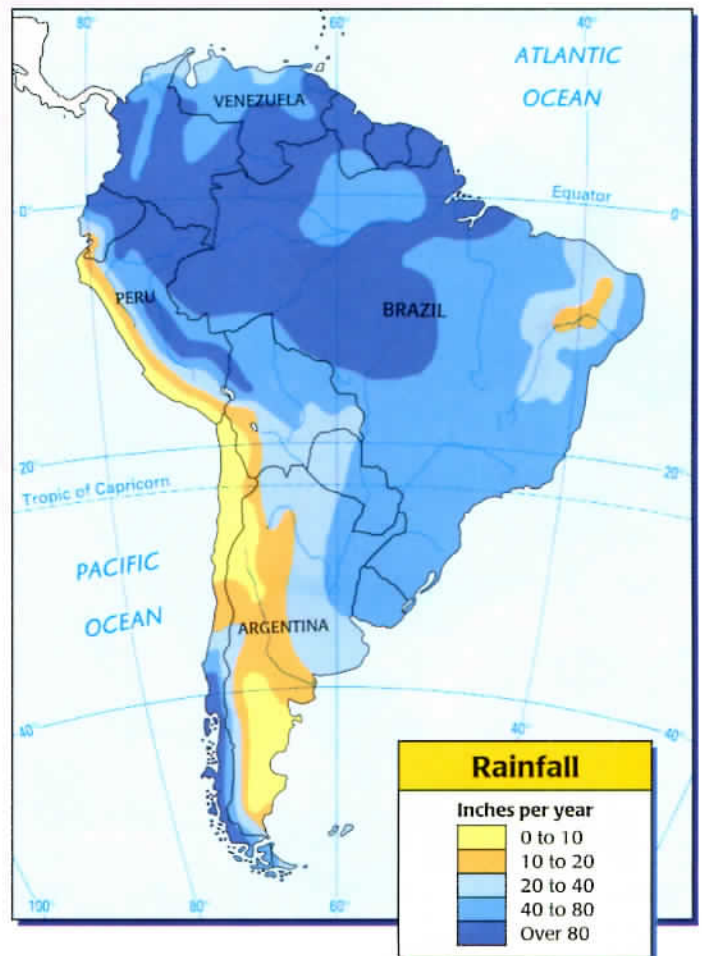 80°
60°
40°
ATLANTIC
OCEAN
VENEZUELA
Equator
0°
0°
PERU
BRAZIL
20°
20°
Tropic of Capricorn
PACIFIC
OCEAN
ARGENTINA
40°
40°
40°
100°
80°
60°
Rainfall
Inches per year
0 to 10
10 to 20
20 to 40
40 to 80
Over 80